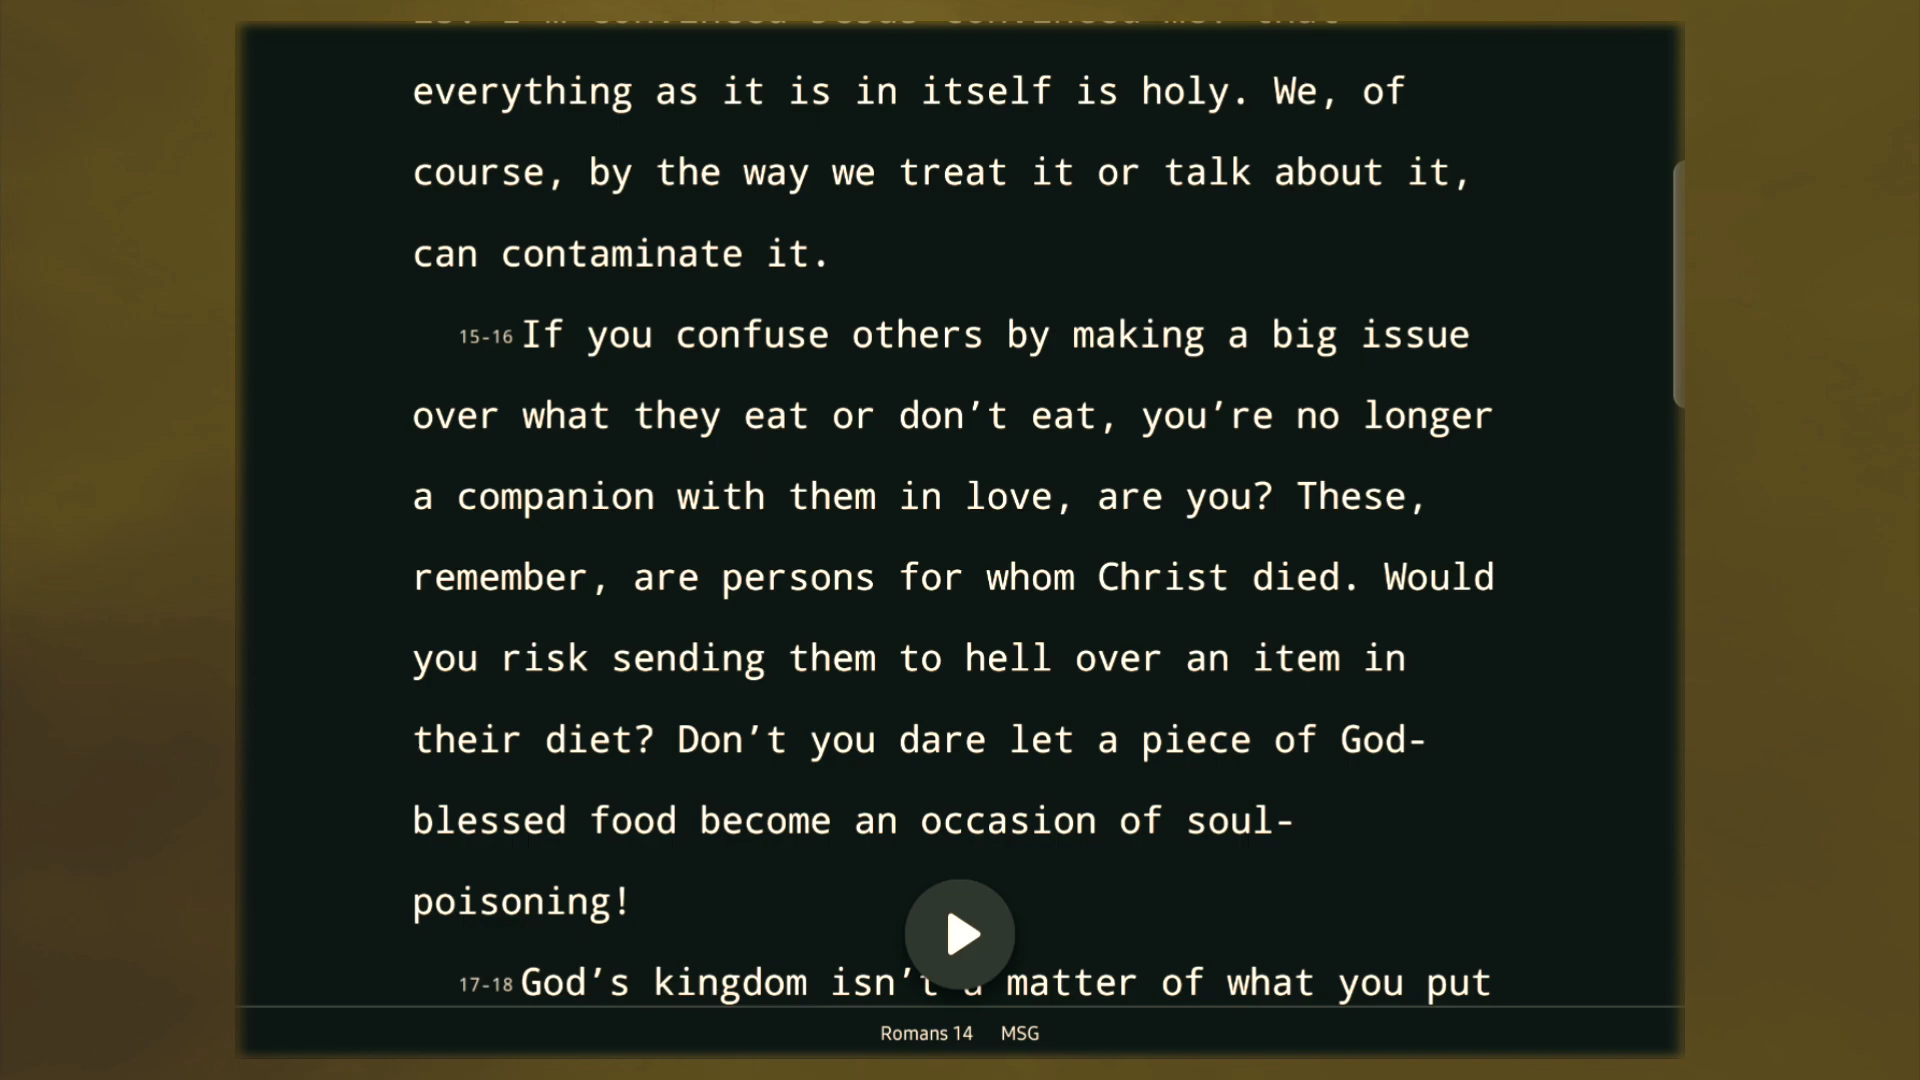 everything as it is in itself is holy. We, of
course, by the way we treat it or talk about it,
can contaminate it.
15-16 If you confuse others by making a big issue
over what they eat or don’t eat, you’re no longer
a companion with them in love, are you? These,
remember, are persons for whom Christ died. Would
you risk sending them to hell over an item in
their diet? Don’t you dare let a piece of God-
blessed food become an occasion of soul-
poisoning!
17-18 God’s kingdom isn’t a matter of what you put
Romans 14 MSG